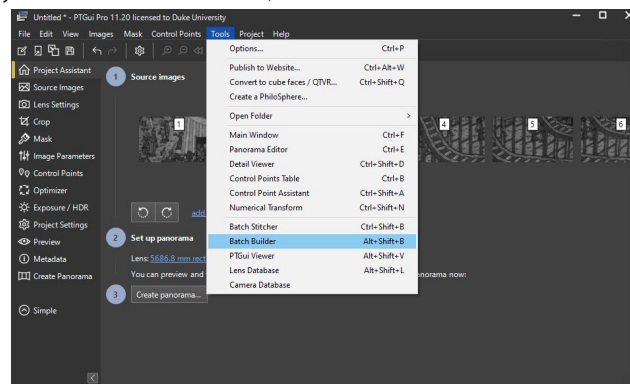 Untitled * - PTGui Pro 11.20 licensed to Duke University
File Edit View Images Mask Control Points Tools Project Help
Project Assistant
Source Images
Lens Settings
Crop
Mask
Image Parameters
Control Points
Optimizer
Exposure / HDR
Project Settings
Preview
Metadata
Create Panorama
Simple
1 Source images
1
4
5
6
add
2 Set up panorama
Lens: 5686.8 mm rect
You can preview and
anorama now:
3 Create panorama...
Options... Ctrl+P
Publish to Website... Ctrl+Alt+W
Convert to cube faces / QTVR... Ctrl+Shift+Q
Create a PhiloSphere...
Open Folder
Main Window Ctrl+F
Panorama Editor Ctrl+E
Detail Viewer Ctrl+Shift+D
Control Points Table Ctrl+B
Control Point Assistant Ctrl+Shift+A
Numerical Transform Ctrl+Shift+N
Batch Stitcher Ctrl+Shift+B
Batch Builder Alt+Shift+B
PTGui Viewer Alt+Shift+V
Lens Database Alt+Shift+L
Camera Database